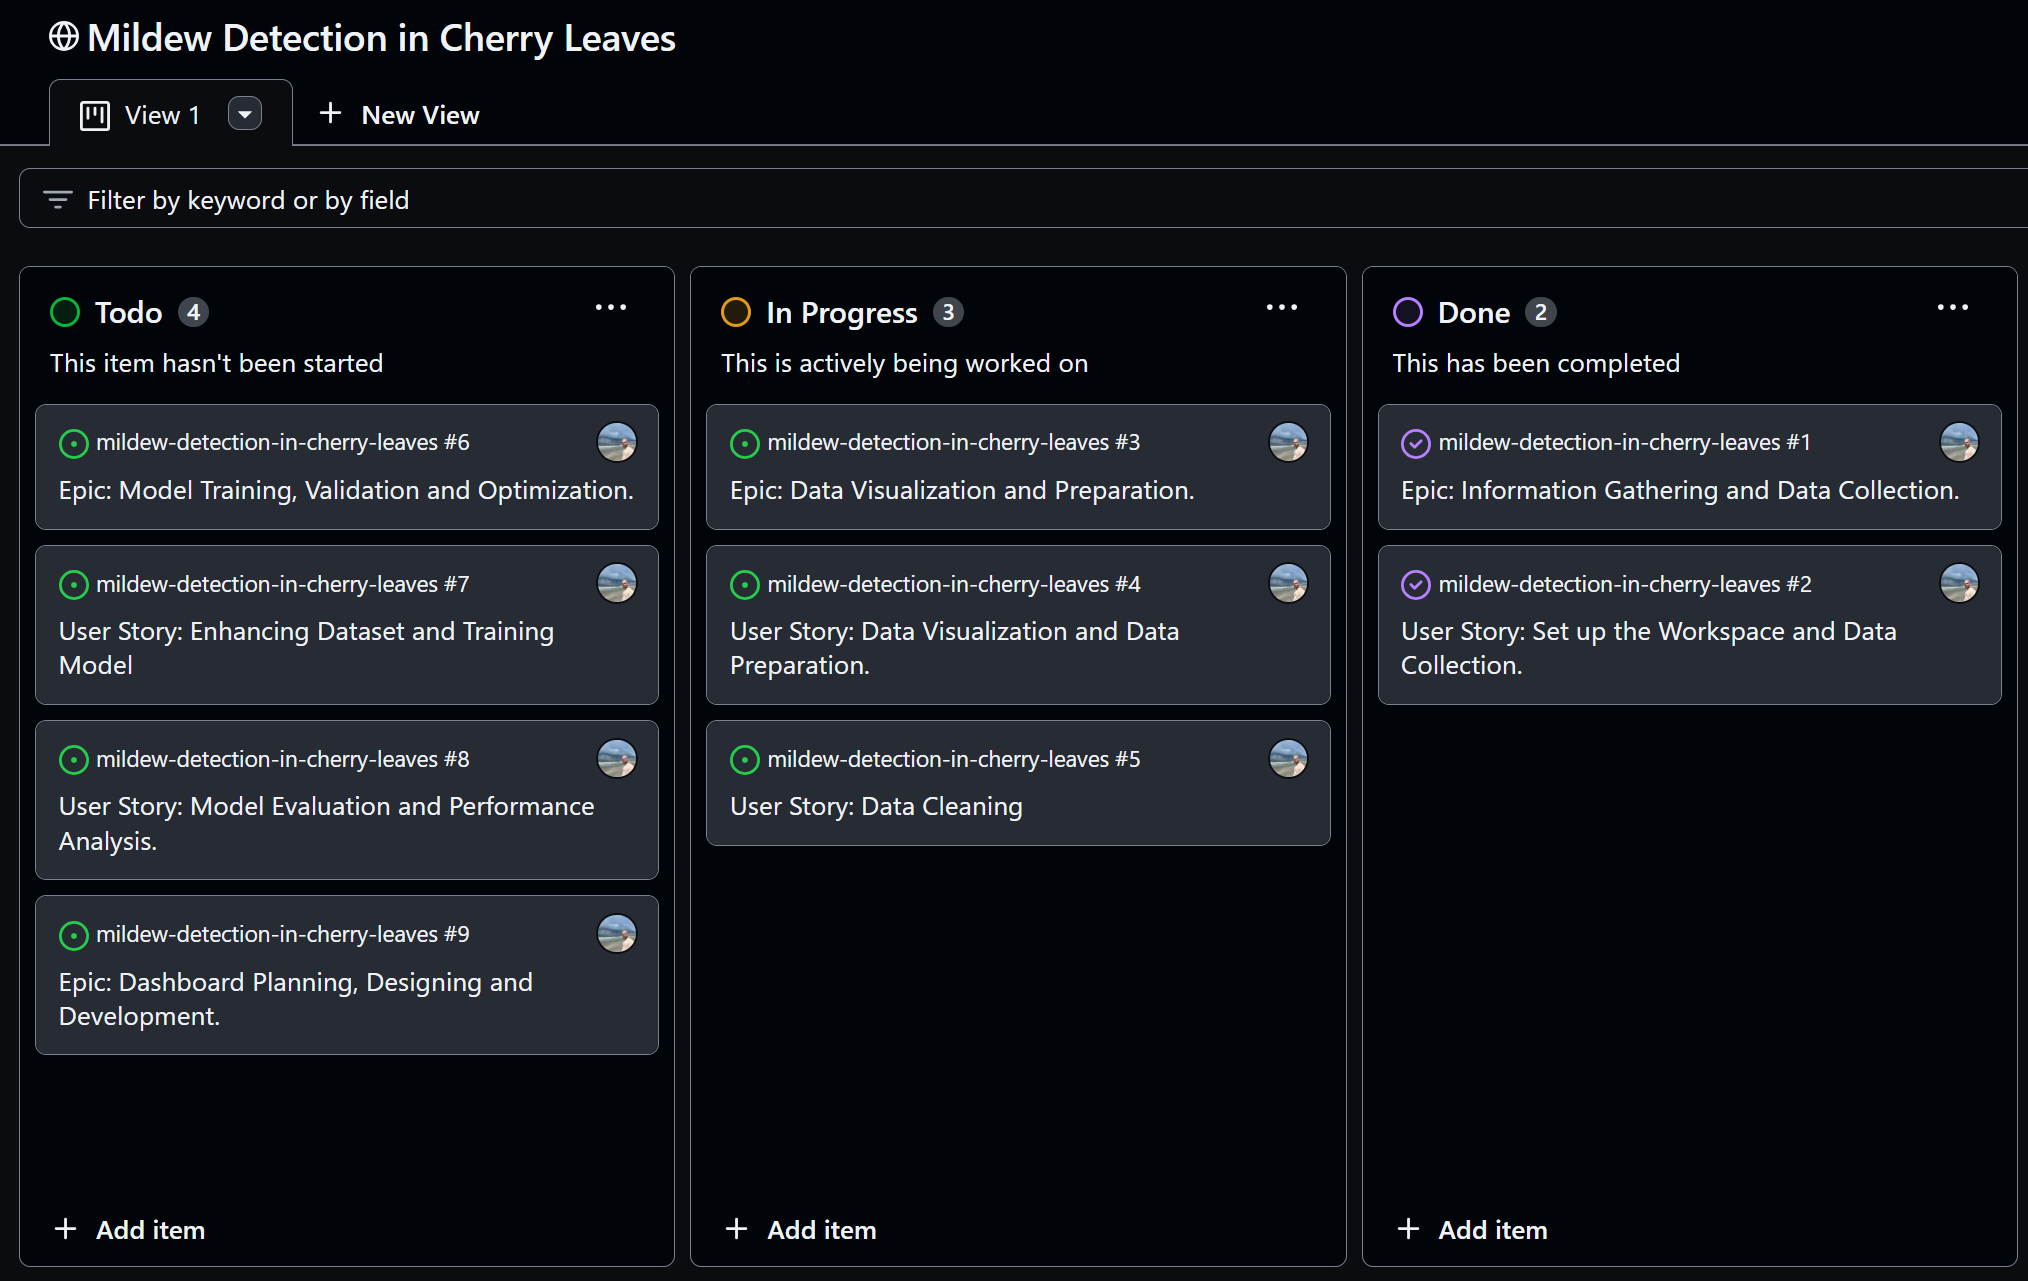 Mildew Detection in Cherry Leaves
View 1
New View
Filter by keyword or by field
Todo 4
This item hasn't been started
mildew-detection-in-cherry-leaves #6
Epic: Model Training, Validation and Optimization.
mildew-detection-in-cherry-leaves #7
User Story: Enhancing Dataset and Training
Model
mildew-detection-in-cherry-leaves #8
User Story: Model Evaluation and Performance
Analysis.
mildew-detection-in-cherry-leaves #9
Epic: Dashboard Planning, Designing and
Development.
Add item
In Progress 3
This is actively being worked on
mildew-detection-in-cherry-leaves #3
Epic: Data Visualization and Preparation.
mildew-detection-in-cherry-leaves #4
User Story: Data Visualization and Data
Preparation.
mildew-detection-in-cherry-leaves #5
User Story: Data Cleaning
Add item
Done 2
This has been completed
mildew-detection-in-cherry-leaves #1
Epic: Information Gathering and Data Collection.
mildew-detection-in-cherry-leaves #2
User Story: Set up the Workspace and Data
Collection.
Add item